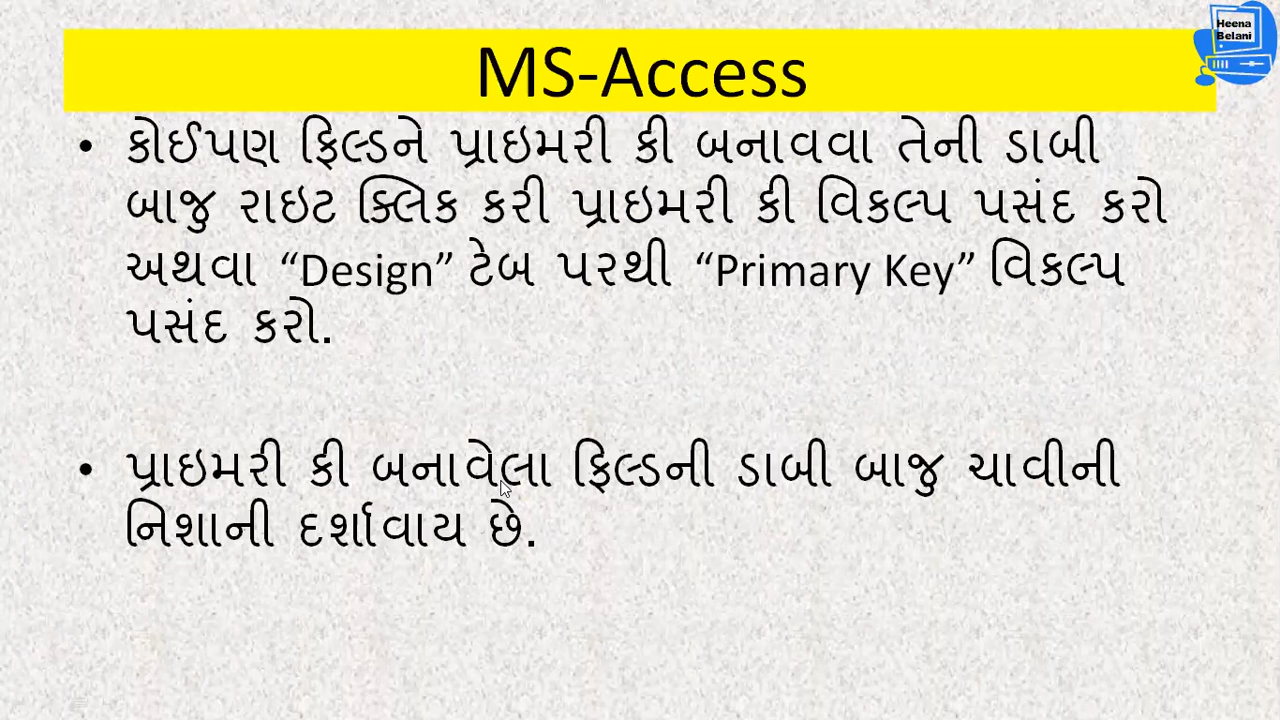 Heena
Belani
MS-Access
• કોઈપણ ફિલ્ડને પ્રાઇમરી કી બનાવવા તેની ડાબી
બાજુ રાઇટ ક્લિક કરી પ્રાઇમરી કી વિકલ્પ પસંદ કરો
અથવા “Design” ટેબ પરથી “Primary Key” વિકલ્પ
પસંદ કરો.
• પ્રાઇમરી કી બનાવેલા ફિલ્ડની ડાબી બાજુ ચાવીની
નિશાની દર્શાવાય છે.